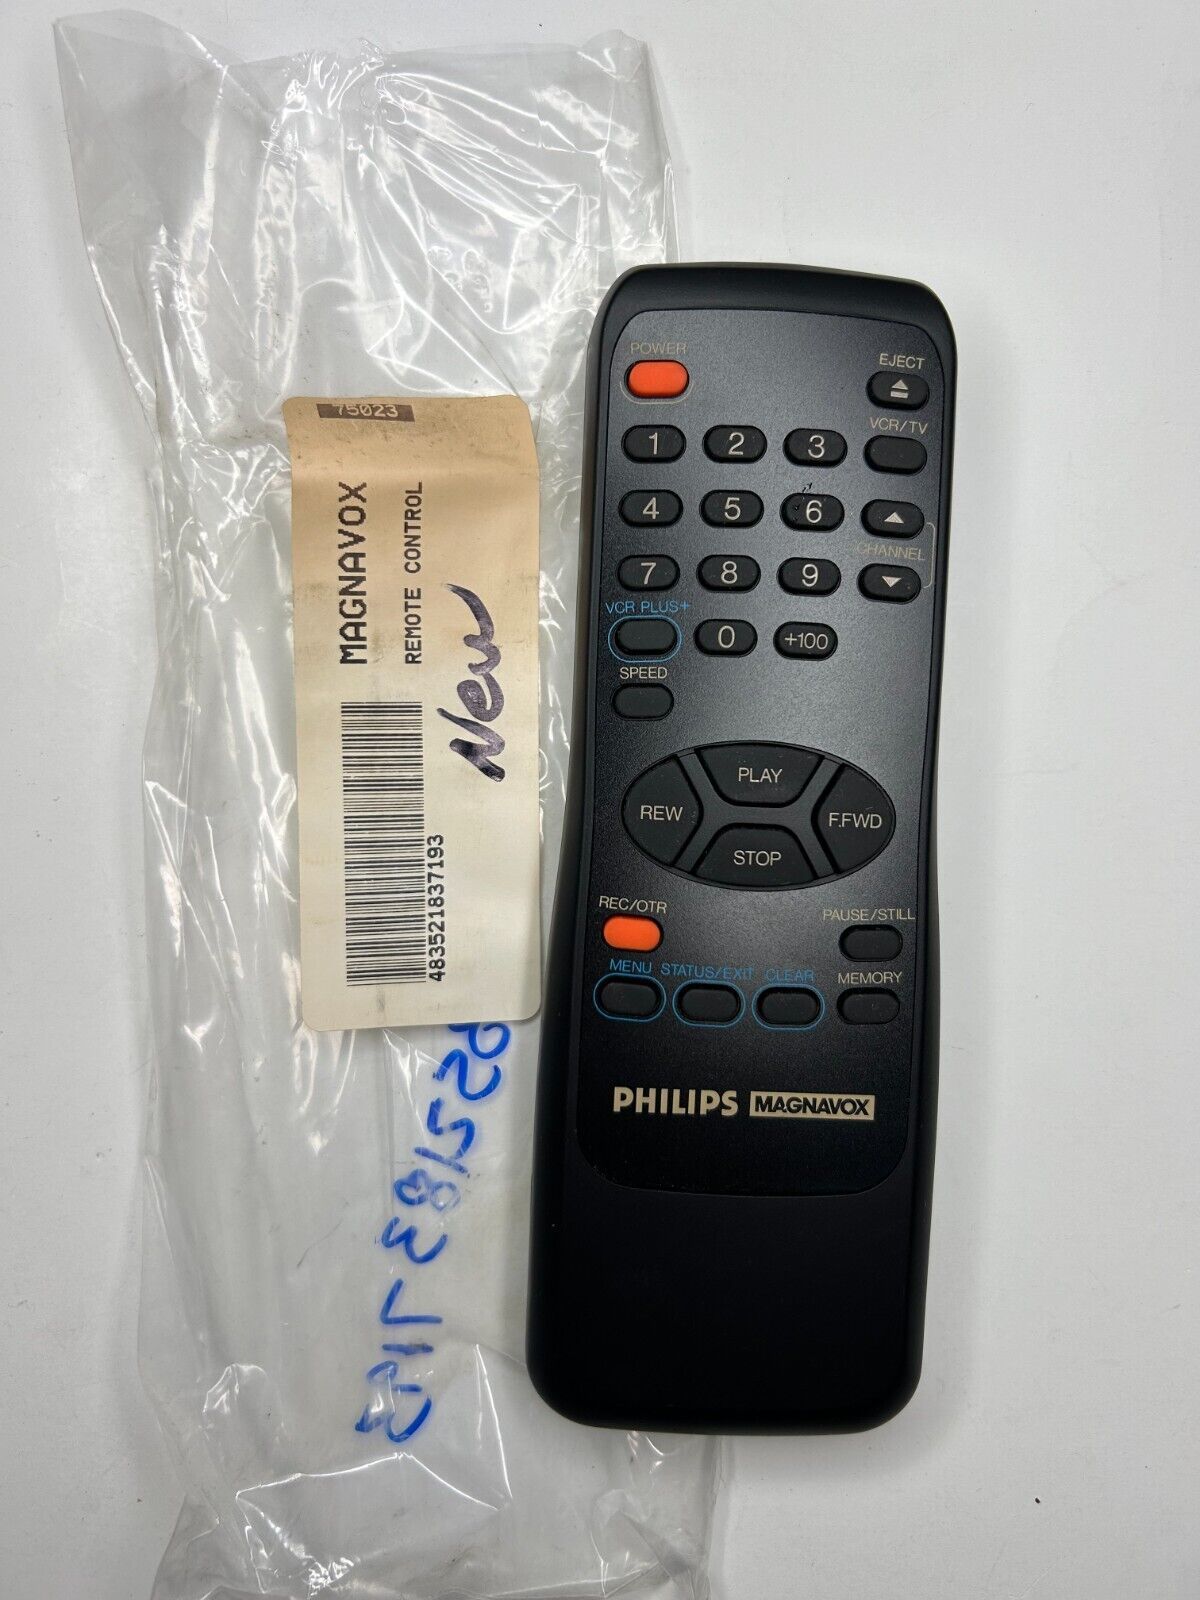 75023
MAGNAVOX
REMOTE CONTROL
New
483521837193
POWER
EJECT
VCR/TV
1 2 3
4 5 6
CHANNEL
7 8 9
VCR PLUS+
0 +100
SPEED
PLAY
REW F.FWD
STOP
REC/OTR
PAUSE/STILL
MENU STATUS/EXIT CLEAR MEMORY
PHILIPS MAGNAVOX